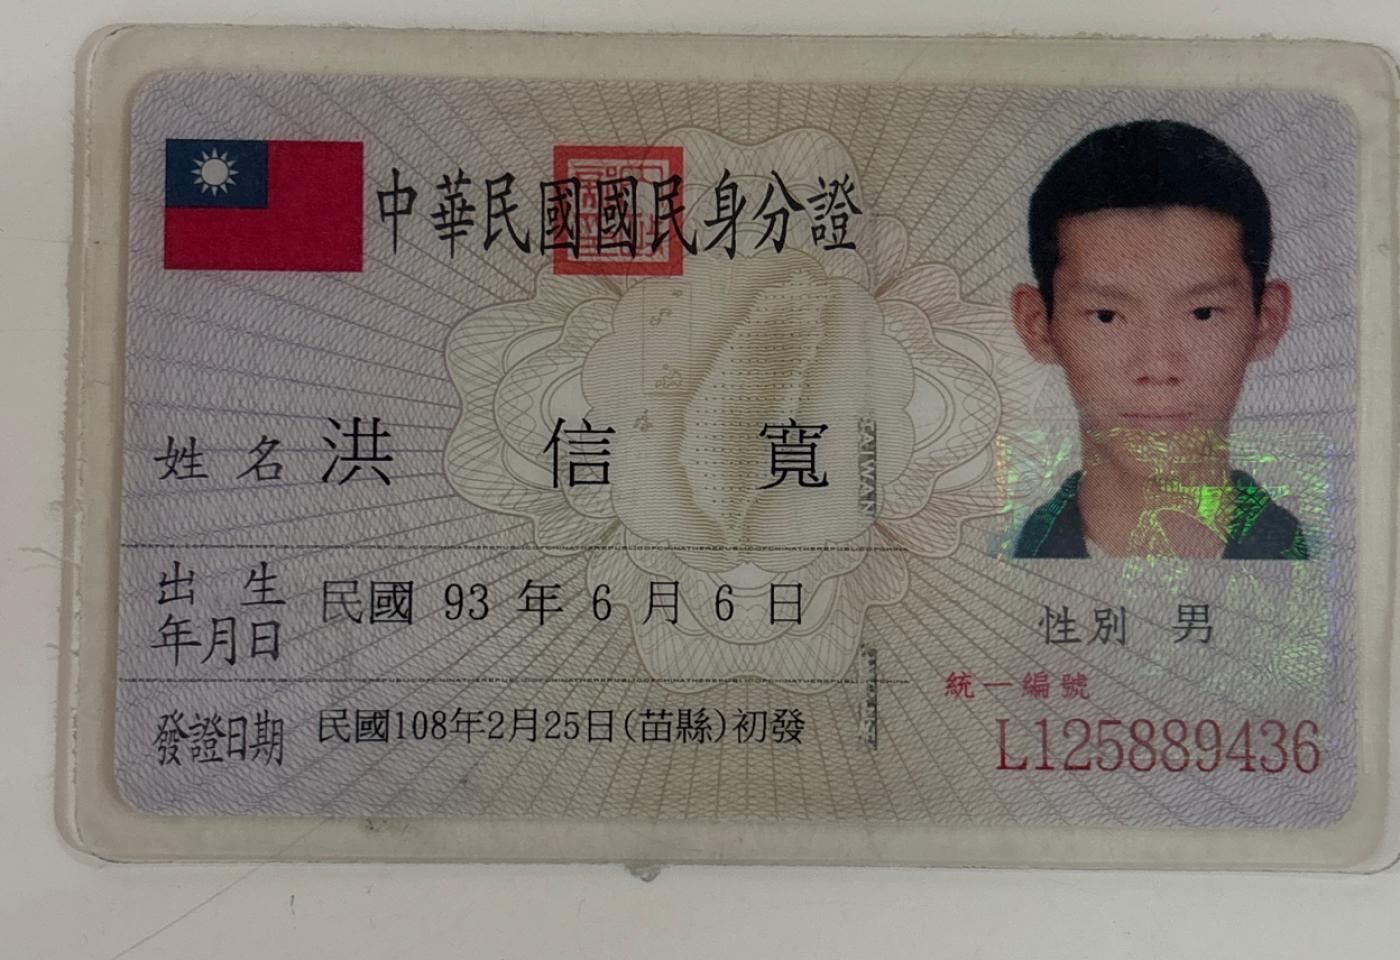 中華民國國民身分證
姓名 洪信寬
出生年月日 民國 93 年 6 月 6 日
發證日期 民國108年2月25日(苗縣)初發
性別 男
統一編號
L125889436
TAIWAN